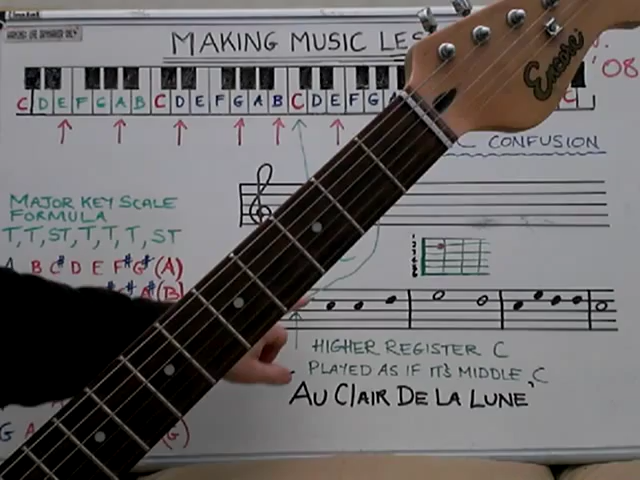 MAKING MUSIC LES
Encore
'08
C D E F G A B C D E F G A B C D E F G A C
C CONFUSION
MAJOR KEY SCALE
FORMULA
T, T, ST, T, T, T, ST
A B C# D E F# G# (A)
G# A# (B)
HIGHER REGISTER C
PLAYED AS IF IT'S MIDDLE C
AU CLAIR DE LA LUNE
G A